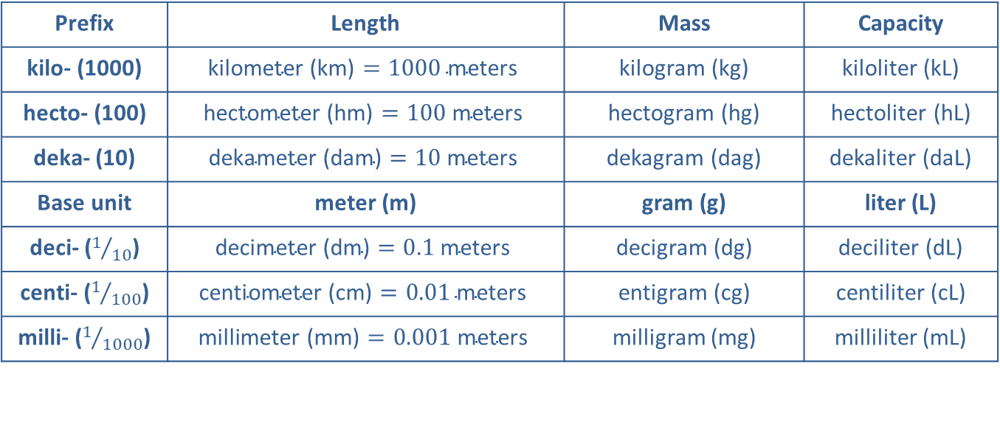 Prefix Length Mass Capacity
kilo- (1000) kilometer (km) = 1000 meters kilogram (kg) kiloliter (kL)
hecto- (100) hectometer (hm) = 100 meters hectogram (hg) hectoliter (hL)
deka- (10) dekameter (dam) = 10 meters dekagram (dag) dekaliter (daL)
Base unit meter (m) gram (g) liter (L)
deci- (1/10) decimeter (dm) = 0.1 meters decigram (dg) deciliter (dL)
centi- (1/100) centiometer (cm) = 0.01 meters entigram (cg) centiliter (cL)
milli- (1/1000) millimeter (mm) = 0.001 meters milligram (mg) milliliter (mL)